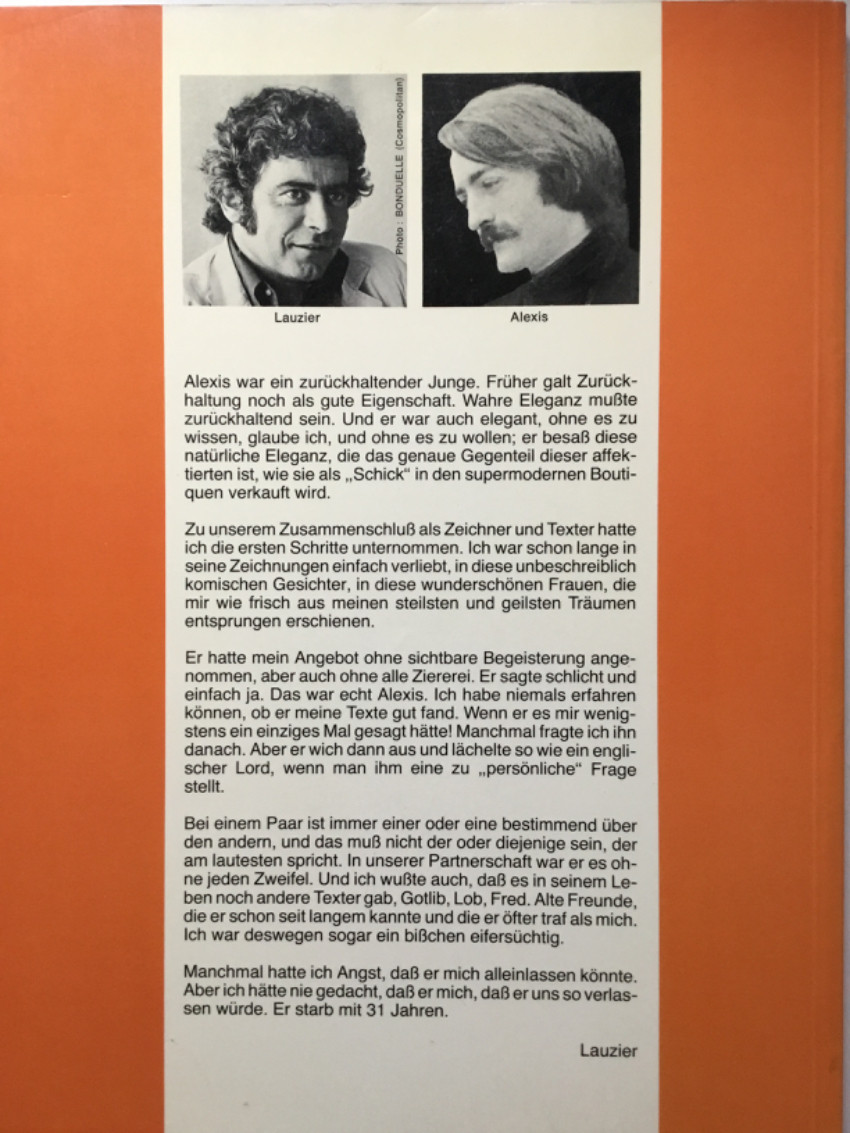 Photo : BONDUELLE (Cosmopolitan)
Lauzier
Alexis
Alexis war ein zurückhaltender Junge. Früher galt Zurück-
haltung noch als gute Eigenschaft. Wahre Eleganz mußte
zurückhaltend sein. Und er war auch elegant, ohne es zu
wissen, glaube ich, und ohne es zu wollen; er besaß diese
natürliche Eleganz, die das genaue Gegenteil dieser affek-
tierten ist, wie sie als „Schick“ in den supermodernen Bouti-
quen verkauft wird.
Zu unserem Zusammenschluß als Zeichner und Texter hatte
ich die ersten Schritte unternommen. Ich war schon lange in
seine Zeichnungen einfach verliebt, in diese unbeschreiblich
komischen Gesichter, in diese wunderschönen Frauen, die
mir wie frisch aus meinen steilsten und geilsten Träumen
entsprungen erschienen.
Er hatte mein Angebot ohne sichtbare Begeisterung ange-
nommen, aber auch ohne alle Ziererei. Er sagte schlicht und
einfach ja. Das war echt Alexis. Ich habe niemals erfahren
können, ob er meine Texte gut fand. Wenn er es mir wenig-
stens ein einziges Mal gesagt hätte! Manchmal fragte ich ihn
danach. Aber er wich dann aus und lächelte so wie ein engli-
scher Lord, wenn man ihm eine zu „persönliche“ Frage
stellt.
Bei einem Paar ist immer einer oder eine bestimmend über
den andern, und das muß nicht der oder diejenige sein, der
am lautesten spricht. In unserer Partnerschaft war er es oh-
ne jeden Zweifel. Und ich wußte auch, daß es in seinem Le-
ben noch andere Texter gab, Gotlib, Lob, Fred. Alte Freunde,
die er schon seit langem kannte und die er öfter traf als mich.
Ich war deswegen sogar ein bißchen eifersüchtig.
Manchmal hatte ich Angst, daß er mich alleinlassen könnte.
Aber ich hätte nie gedacht, daß er mich, daß er uns so verlas-
sen würde. Er starb mit 31 Jahren.
Lauzier